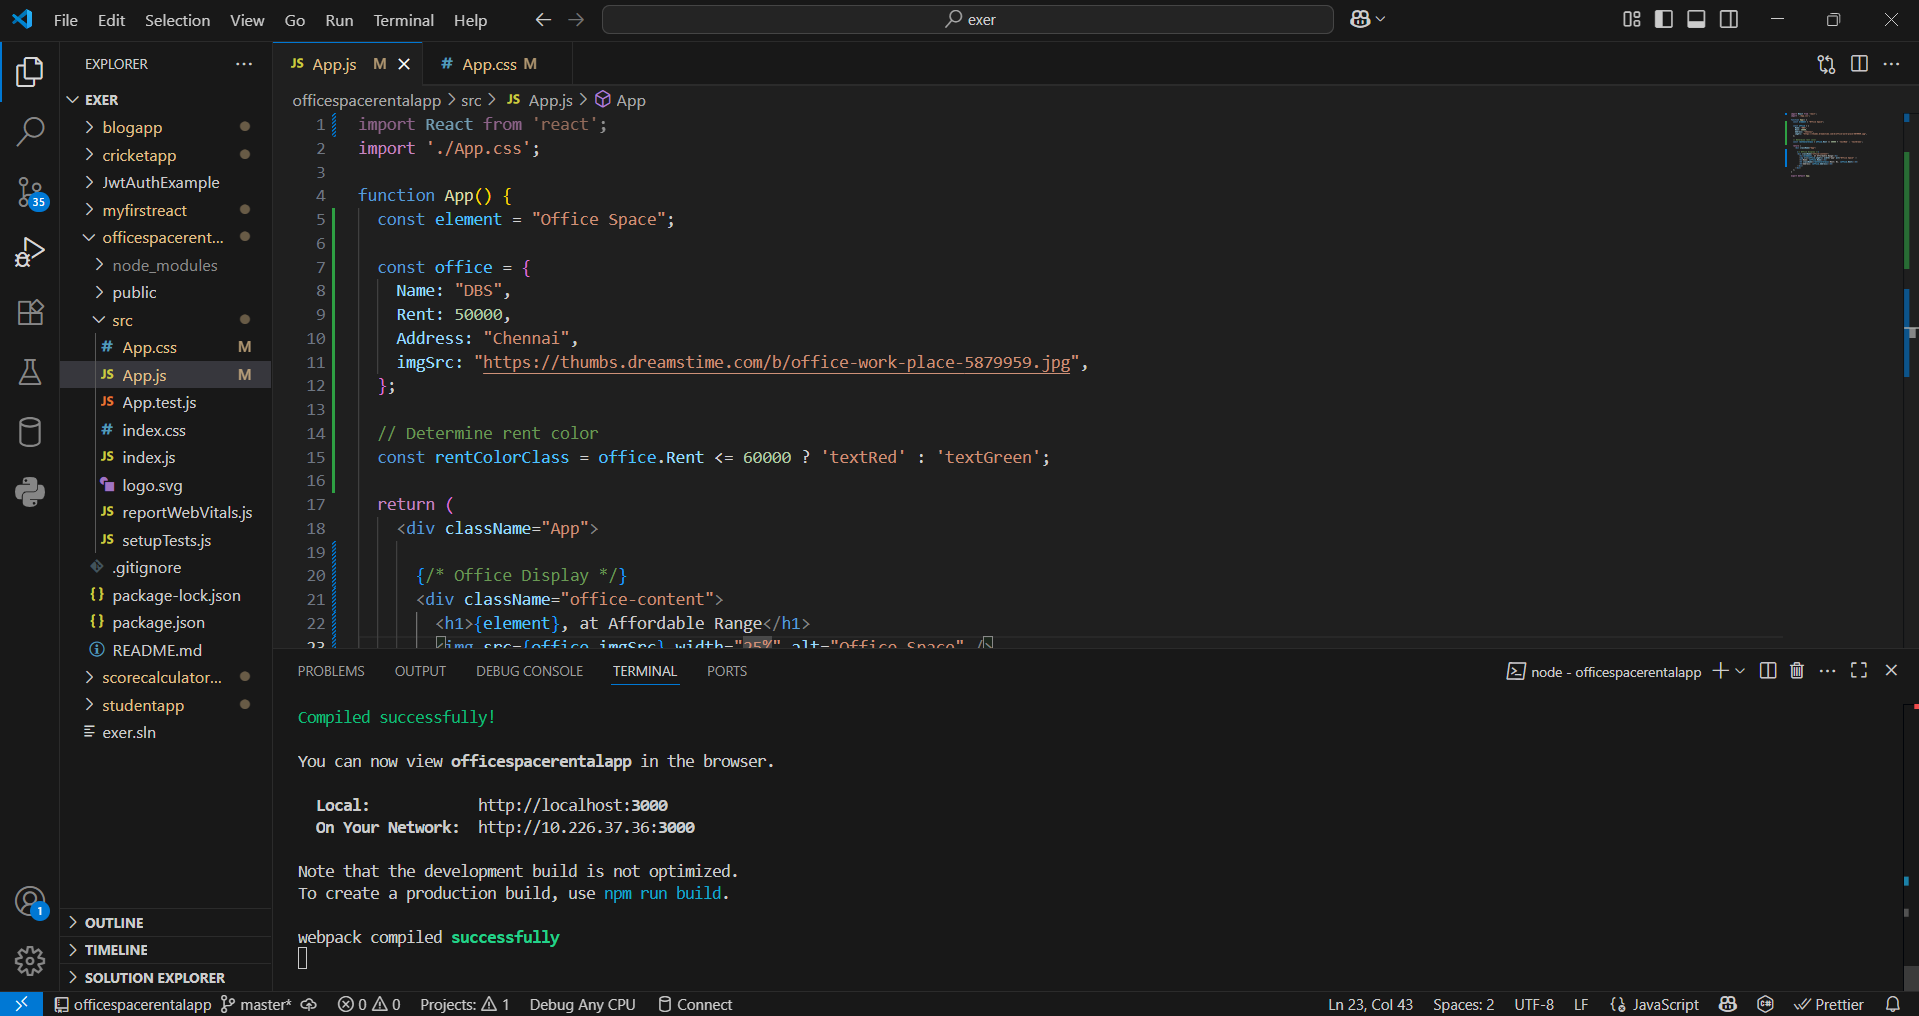 File Edit Selection View Go Run Terminal Help
exer
EXPLORER
EXER
blogapp
cricketapp
JwtAuthExample
35
myfirstreact
officespacerent...
node_modules
public
src
App.css M
App.js M
App.test.js
index.css
index.js
logo.svg
reportWebVitals.js
setupTests.js
.gitignore
package-lock.json
package.json
README.md
scorecalculator...
studentapp
exer.sln
1
OUTLINE
TIMELINE
SOLUTION EXPLORER
JS App.js M
# App.css M
officespacerentalapp > src > JS App.js > App
1 import React from 'react';
2 import './App.css';
3
4 function App() {
5 const element = "Office Space";
6
7 const office = {
8 Name: "DBS",
9 Rent: 50000,
10 Address: "Chennai",
11 imgSrc: "https://thumbs.dreamstime.com/b/office-work-place-5879959.jpg",
12 };
13
14 // Determine rent color
15 const rentColorClass = office.Rent <= 60000 ? 'textRed' : 'textGreen';
16
17 return (
18 <div className="App">
19
20 {/* Office Display */}
21 <div className="office-content">
22 <h1>{element}, at Affordable Range</h1>
23 <img src={office.imgSrc} width="25%" alt="Office Space" />
PROBLEMS OUTPUT DEBUG CONSOLE TERMINAL PORTS
node - officespacerentalapp
Compiled successfully!
You can now view officespacerentalapp in the browser.
Local: http://localhost:3000
On Your Network: http://10.226.37.36:3000
Note that the development build is not optimized.
To create a production build, use npm run build.
webpack compiled successfully
officespacerentalapp master* 0 0 Projects: 1 Debug Any CPU Connect
Ln 23, Col 43 Spaces: 2 UTF-8 LF JavaScript Prettier